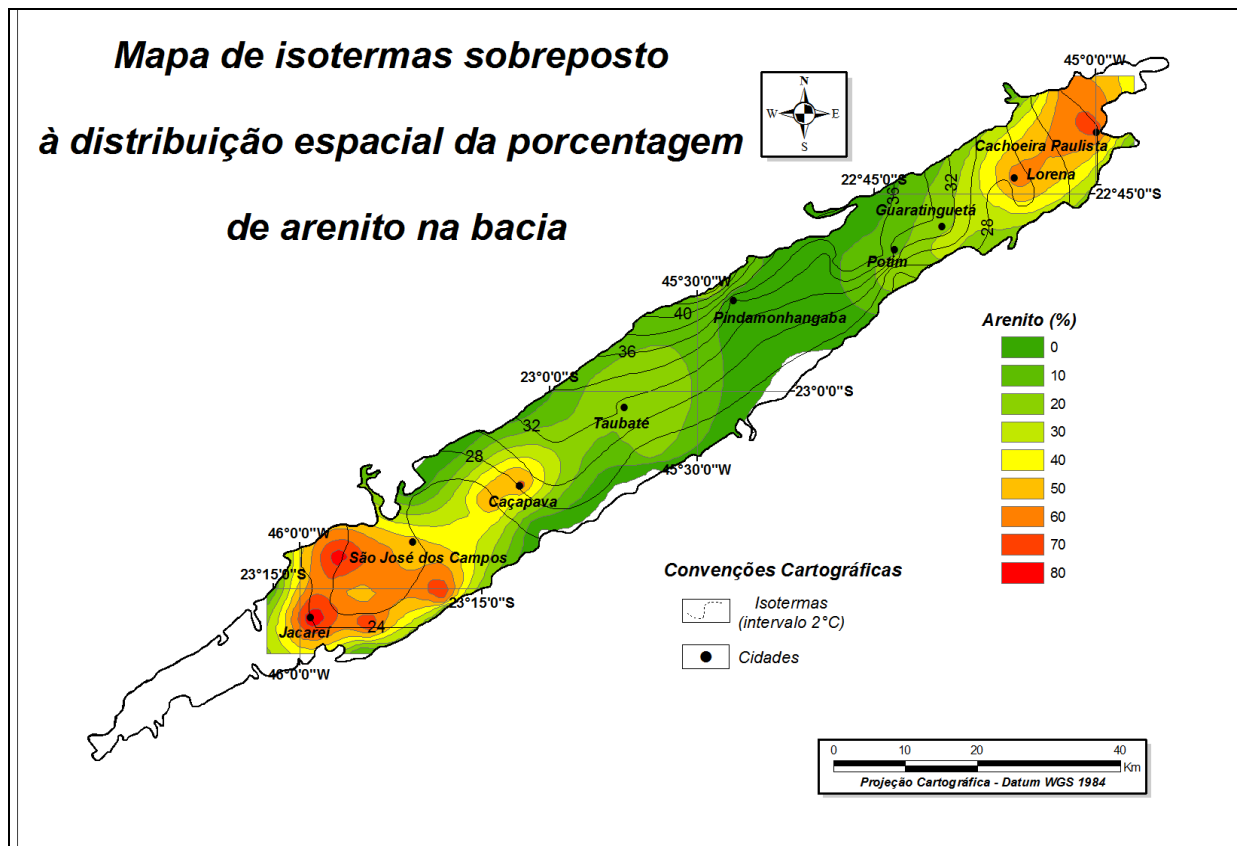 Mapa de isotermas sobreposto
à distribuição espacial da porcentagem
de arenito na bacia
N
W E
S
45°0'0"W
Cachoeira Paulista
Lorena
22°45'0"S
22°45'0"S
36
32
28
Guaratinguetá
Potim
45°30'0"W
40
Pindamonhangaba
36
23°0'0"S
23°0'0"S
32
Taubaté
45°30'0"W
28
Caçapava
46°0'0"W
São José dos Campos
23°15'0"S
23°15'0"S
Jacareí
24
46°0'0"W
Arenito (%)
0
10
20
30
40
50
60
70
80
Convenções Cartográficas
Isotermas
(intervalo 2°C)
Cidades
0 10 20 40
Km
Projeção Cartográfica - Datum WGS 1984